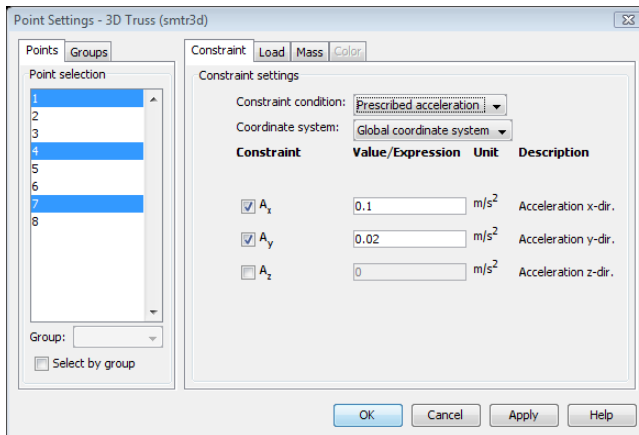 Point Settings - 3D Truss (smtr3d)
Points Groups
Point selection
1
2
3
4
5
6
7
8
Group:
Select by group
Constraint Load Mass Color
Constraint settings
Constraint condition: Prescribed acceleration
Coordinate system: Global coordinate system
Constraint Value/Expression Unit Description
Aₓ 0.1 m/s² Acceleration x-dir.
Aᵧ 0.02 m/s² Acceleration y-dir.
A_z 0 m/s² Acceleration z-dir.
OK Cancel Apply Help